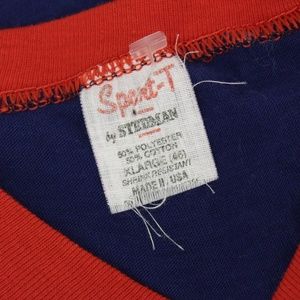 Sport-T
by STEDMAN
50% POLYESTER
50% COTTON
XLARGE (46)
SHRINK RESISTANT
MADE IN USA